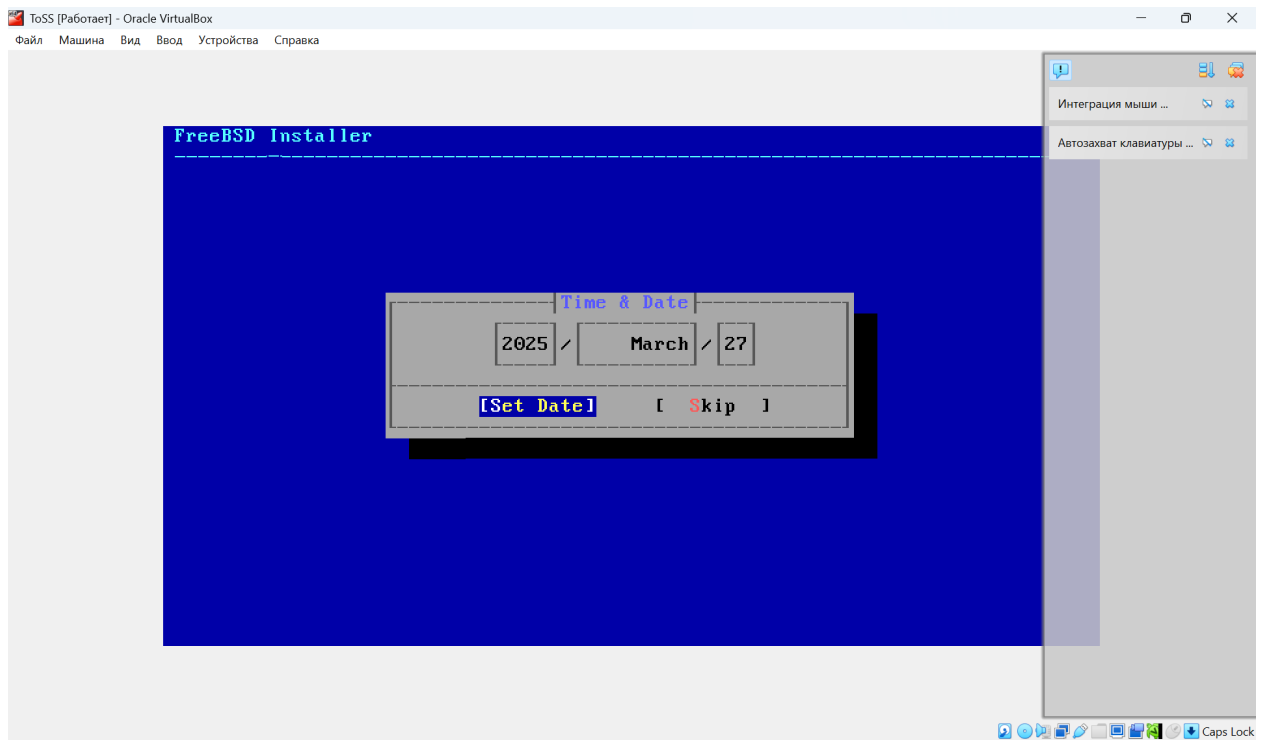 ToSS [Работает] - Oracle VirtualBox
Файл Машина Вид Ввод Устройства Справка
Интеграция мыши ...
Автозахват клавиатуры ...
FreeBSD Installer
Time & Date
2025 / March / 27
[Set Date] [ Skip ]
Caps Lock